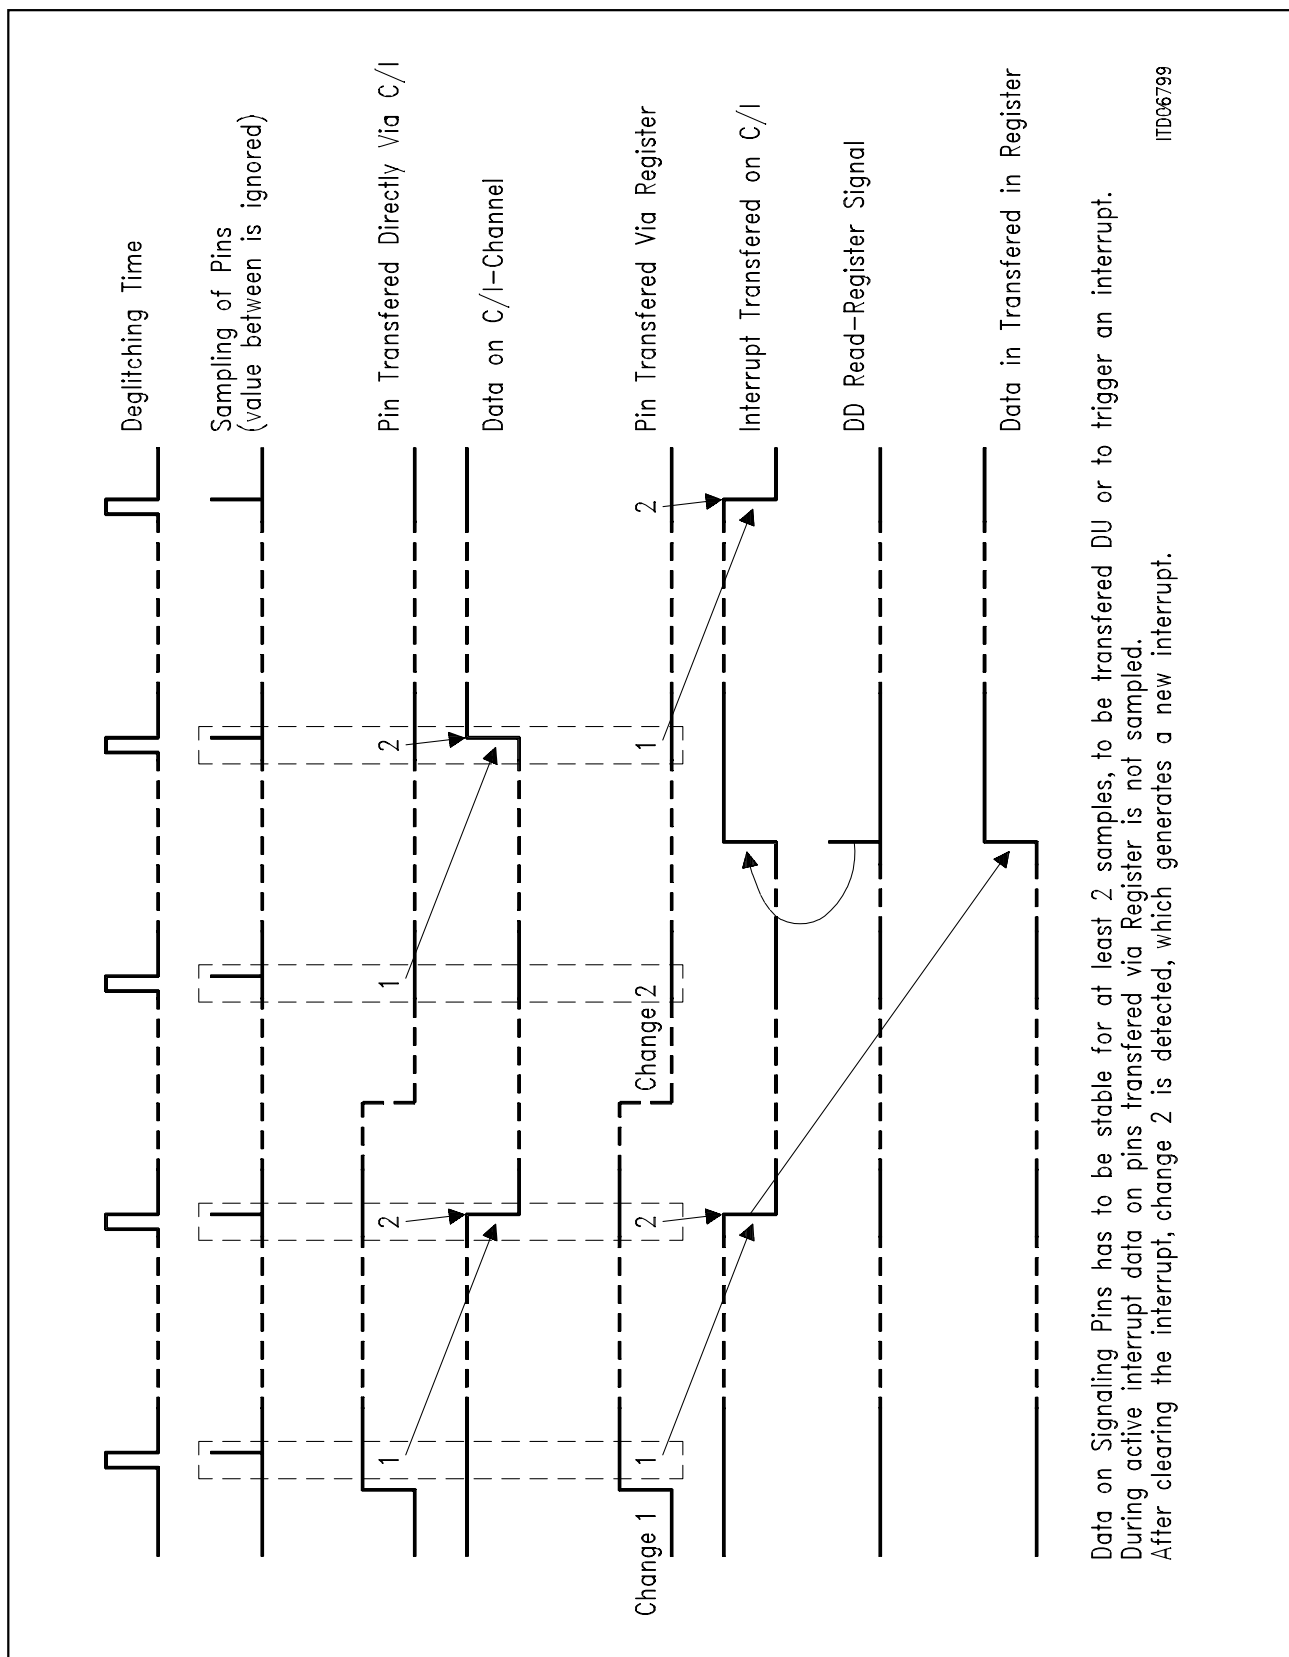 Deglitching Time
Sampling of Pins
(value between is ignored)
Pin Transfered Directly Via C/I
1
2
1
2
Data on C/I-Channel
Pin Transfered Via Register
Change 1
1
2
Change 2
1
2
Interrupt Transfered on C/I
DD Read-Register Signal
Data in Transfered in Register
Data on Signaling Pins has to be stable for at least 2 samples, to be transfered DU or to trigger an interrupt.
During active interrupt data on pins transfered via Register is not sampled.
After clearing the interrupt, change 2 is detected, which generates a new interrupt.
ITD06799